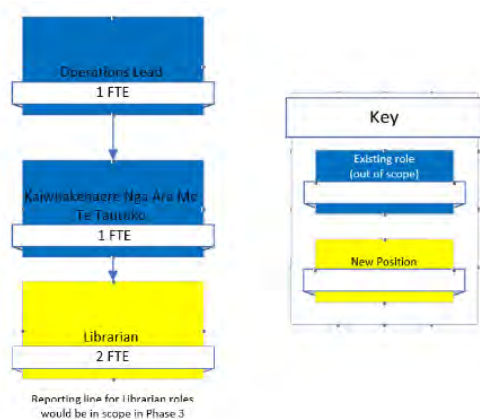 Operations Lead
1 FTE
Nga Ara Me
Te Tautoko
1 FTE
Librarian
2 FTE
Reporting line for Librarian roles
would be in scope in Phase 3
Key
Existing role
(out of scope)
New Position